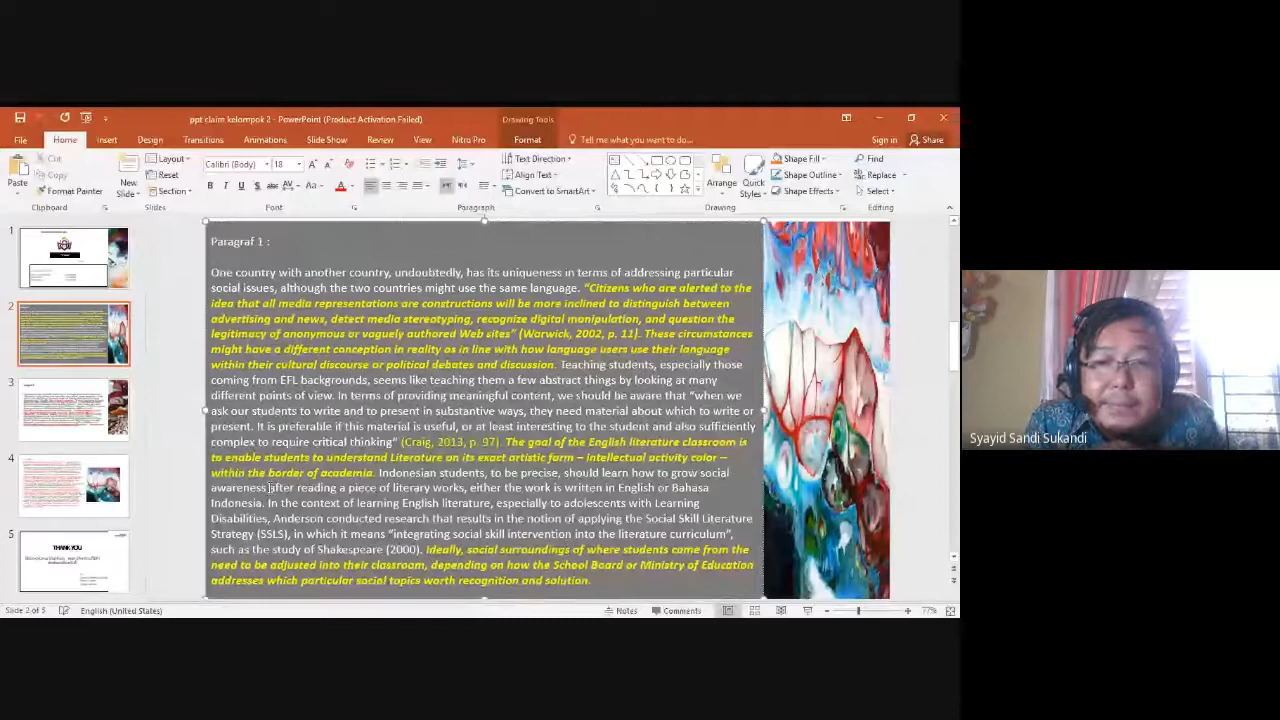 ppt claim kelompok 2 - PowerPoint (Product Activation Failed)
Drawing Tools
File
Home
Insert
Design
Transitions
Animations
Slide Show
Review
View
Nitro Pro
Format
Tell me what you want to do...
Sign in
Share
Paste
Cut
Copy
Format Painter
Clipboard
New Slide
Layout
Reset
Section
Slides
Calibri (Body)
18
Font
Text Direction
Align Text
Convert to SmartArt
Paragraph
Arrange
Quick Styles
Shape Fill
Shape Outline
Shape Effects
Drawing
Find
Replace
Select
Editing
1
2
3
4
5
THANK YOU
Paragraf 1 :
One country with another country, undoubtedly, has its uniqueness in terms of addressing particular
social issues, although the two countries might use the same language. “Citizens who are alerted to the
idea that all media representations are constructions will be more inclined to distinguish between
advertising and news, detect media stereotyping, recognize digital manipulation, and question the
legitimacy of anonymous or vaguely authored Web sites” (Warwick, 2002, p. 11). These circumstances
might have a different conception in reality as in line with how language users use their language
within their cultural discourse or political debates and discussion. Teaching students, especially those
coming from EFL backgrounds, seems like teaching them a few abstract things by looking at many
different points of view. In terms of providing meaningful content, we should be aware that “when we
ask our students to write and to present in substantive ways, they need material about which to write or
present. It is preferable if this material is useful, or at least interesting to the student and also sufficiently
complex to require critical thinking” (Craig, 2013, p. 97). The goal of the English literature classroom is
to enable students to understand Literature on its exact artistic form – intellectual activity color –
within the border of academia. Indonesian students, to be precise, should learn how to grow social
awareness after reading a piece of literary works either the work is written in English or Bahasa
Indonesia. In the context of learning English literature, especially to adolescents with Learning
Disabilities, Anderson conducted research that results in the notion of applying the Social Skill Literature
Strategy (SSLS), in which it means “integrating social skill intervention into the literature curriculum”,
such as the study of Shakespeare (2000). Ideally, social surroundings of where students came from the
need to be adjusted into their classroom, depending on how the School Board or Ministry of Education
addresses which particular social topics worth recognition and solution.
Slide 2 of 5
English (United States)
Notes
Comments
77%
Syayid Sandi Sukandi